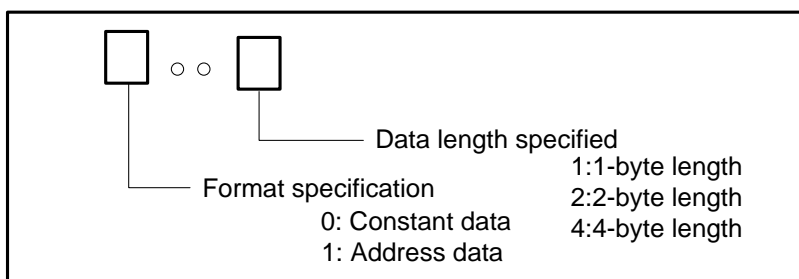 Data length specified
1:1-byte length
2:2-byte length
4:4-byte length
Format specification
0: Constant data
1: Address data